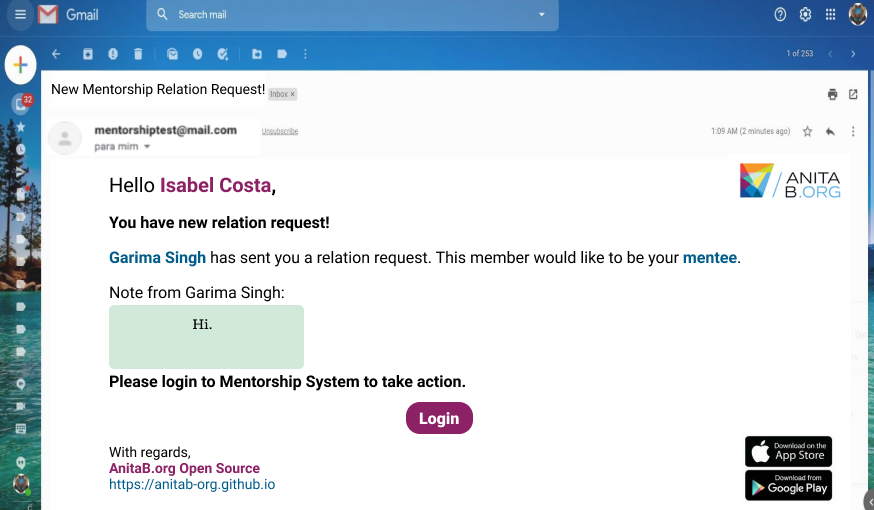 Gmail
Search mail
1 of 253
New Mentorship Relation Request! Inbox ×
32
mentorshiptest@mail.com Unsubscribe
1:09 AM (2 minutes ago)
para mim
Hello Isabel Costa,
ANITA
B.ORG
You have new relation request!
Garima Singh has sent you a relation request. This member would like to be your mentee.
Note from Garima Singh:
Hi.
Please login to Mentorship System to take action.
Login
With regards,
AnitaB.org Open Source
https://anitab-org.github.io
Download on the
App Store
Download from
Google Play